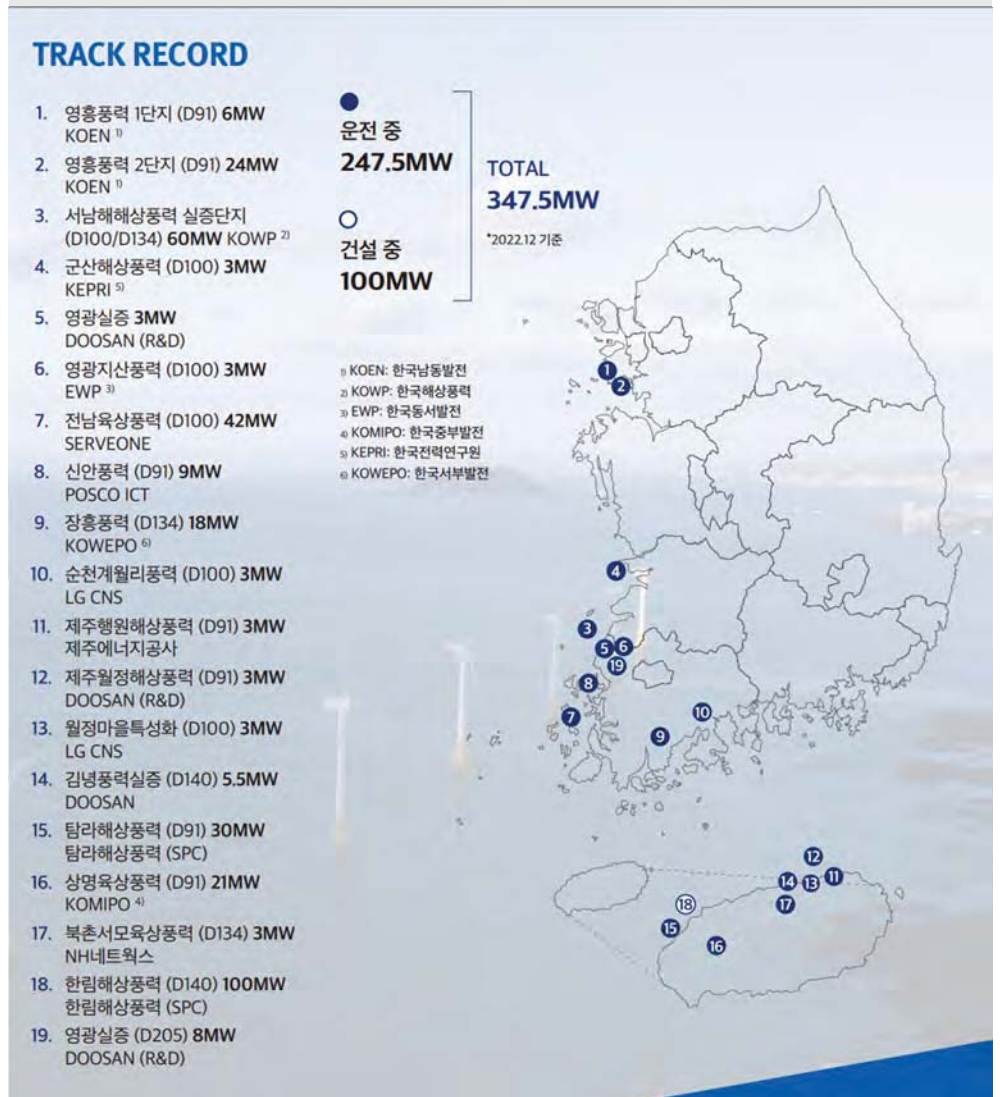 TRACK RECORD
1. 영흥풍력 1단지 (D91) 6MW
KOEN 1)
2. 영흥풍력 2단지 (D91) 24MW
KOEN 1)
3. 서남해해상풍력 실증단지
(D100/D134) 60MW KOWP 2)
4. 군산해상풍력 (D100) 3MW
KEPRI 5)
5. 영광실증 3MW
DOOSAN (R&D)
6. 영광지산풍력 (D100) 3MW
EWP 3)
7. 전남육상풍력 (D100) 42MW
SERVEONE
8. 신안풍력 (D91) 9MW
POSCO ICT
9. 장흥풍력 (D134) 18MW
KOWEPO 6)
10. 순천계월리풍력 (D100) 3MW
LG CNS
11. 제주행원해상풍력 (D91) 3MW
제주에너지공사
12. 제주월정해상풍력 (D91) 3MW
DOOSAN (R&D)
13. 월정마을특성화 (D100) 3MW
LG CNS
14. 김녕풍력실증 (D140) 5.5MW
DOOSAN
15. 탐라해상풍력 (D91) 30MW
탐라해상풍력 (SPC)
16. 상명육상풍력 (D91) 21MW
KOMIPO 4)
17. 북촌서모육상풍력 (D134) 3MW
NH네트웍스
18. 한림해상풍력 (D140) 100MW
한림해상풍력 (SPC)
19. 영광실증 (D205) 8MW
DOOSAN (R&D)
운전 중
247.5MW
건설 중
100MW
TOTAL
347.5MW
*2022.12 기준
1) KOEN: 한국남동발전
2) KOWP: 한국해상풍력
3) EWP: 한국동서발전
4) KOMIPO: 한국중부발전
5) KEPRI: 한국전력연구원
6) KOWEPO: 한국서부발전
1
2
4
3
5 6
19
8
7
10
9
12
14 13 11
18 17
15
16